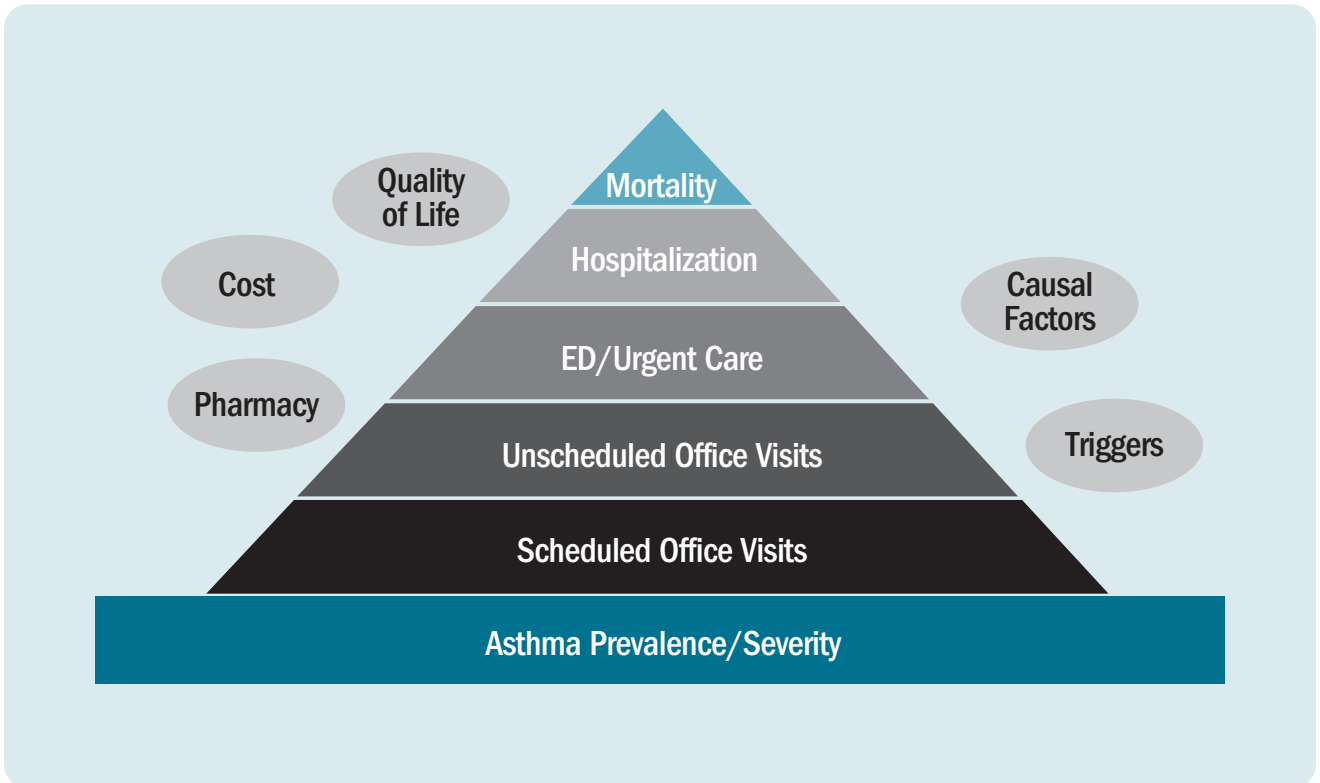 Mortality
Hospitalization
ED/Urgent Care
Unscheduled Office Visits
Scheduled Office Visits
Asthma Prevalence/Severity
Quality
of Life
Cost
Pharmacy
Causal
Factors
Triggers